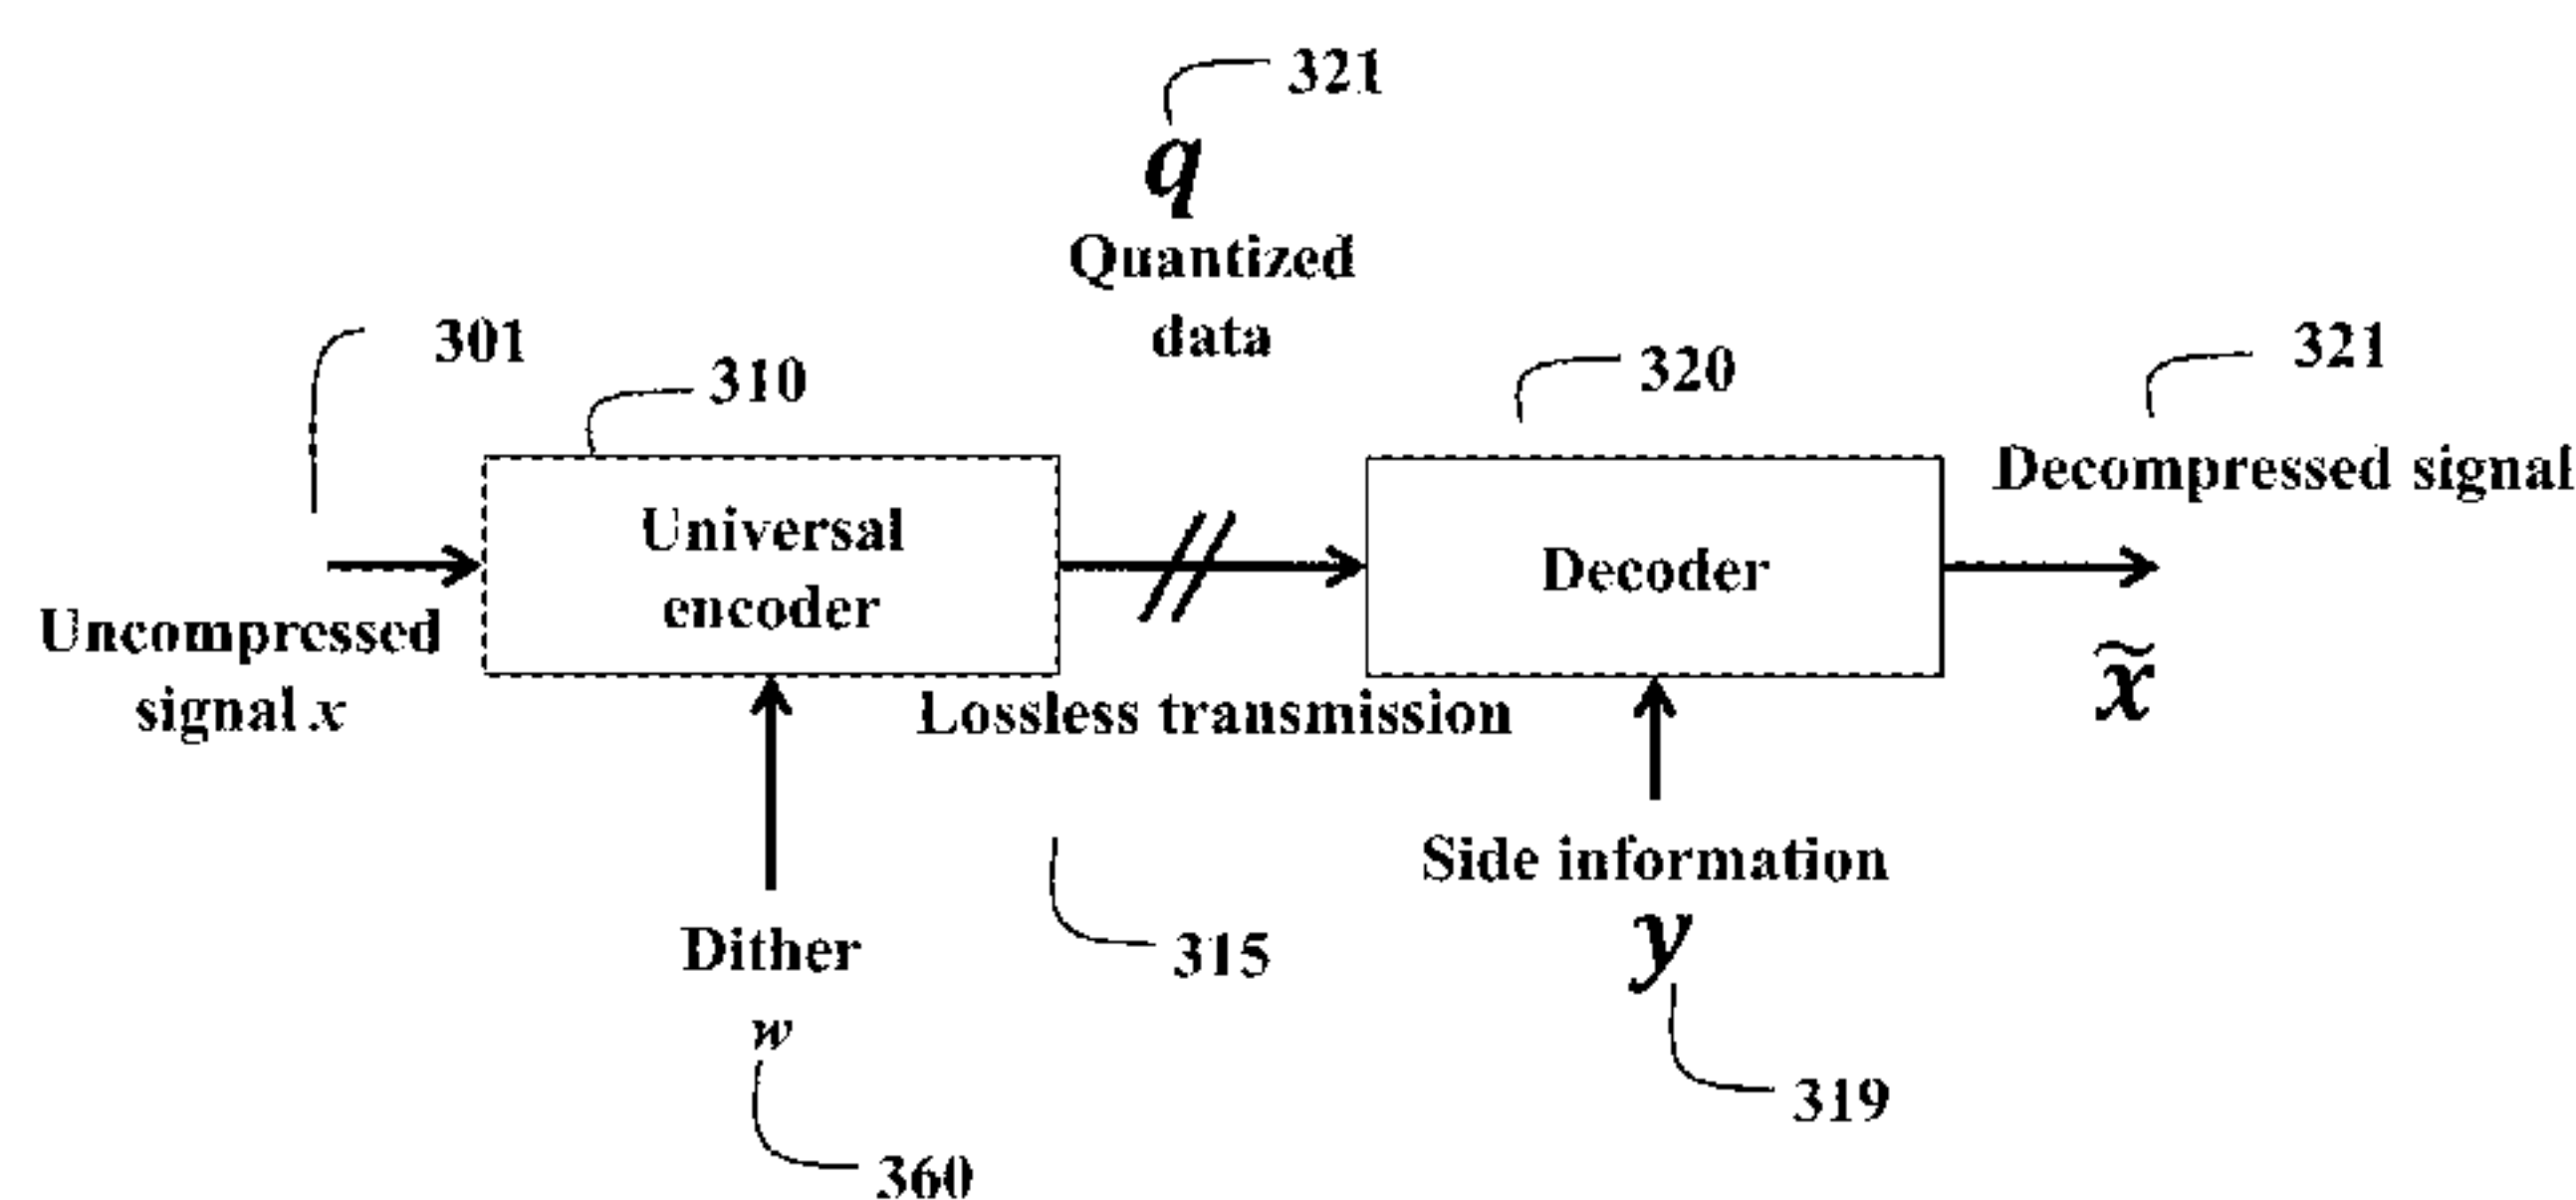 321
q
Quantized
data
301
310
320
321
Decompressed signal
Universal
encoder
Decoder
Uncompressed
signal x
x̃
Lossless transmission
Side information
y
Dither
w
315
319
360